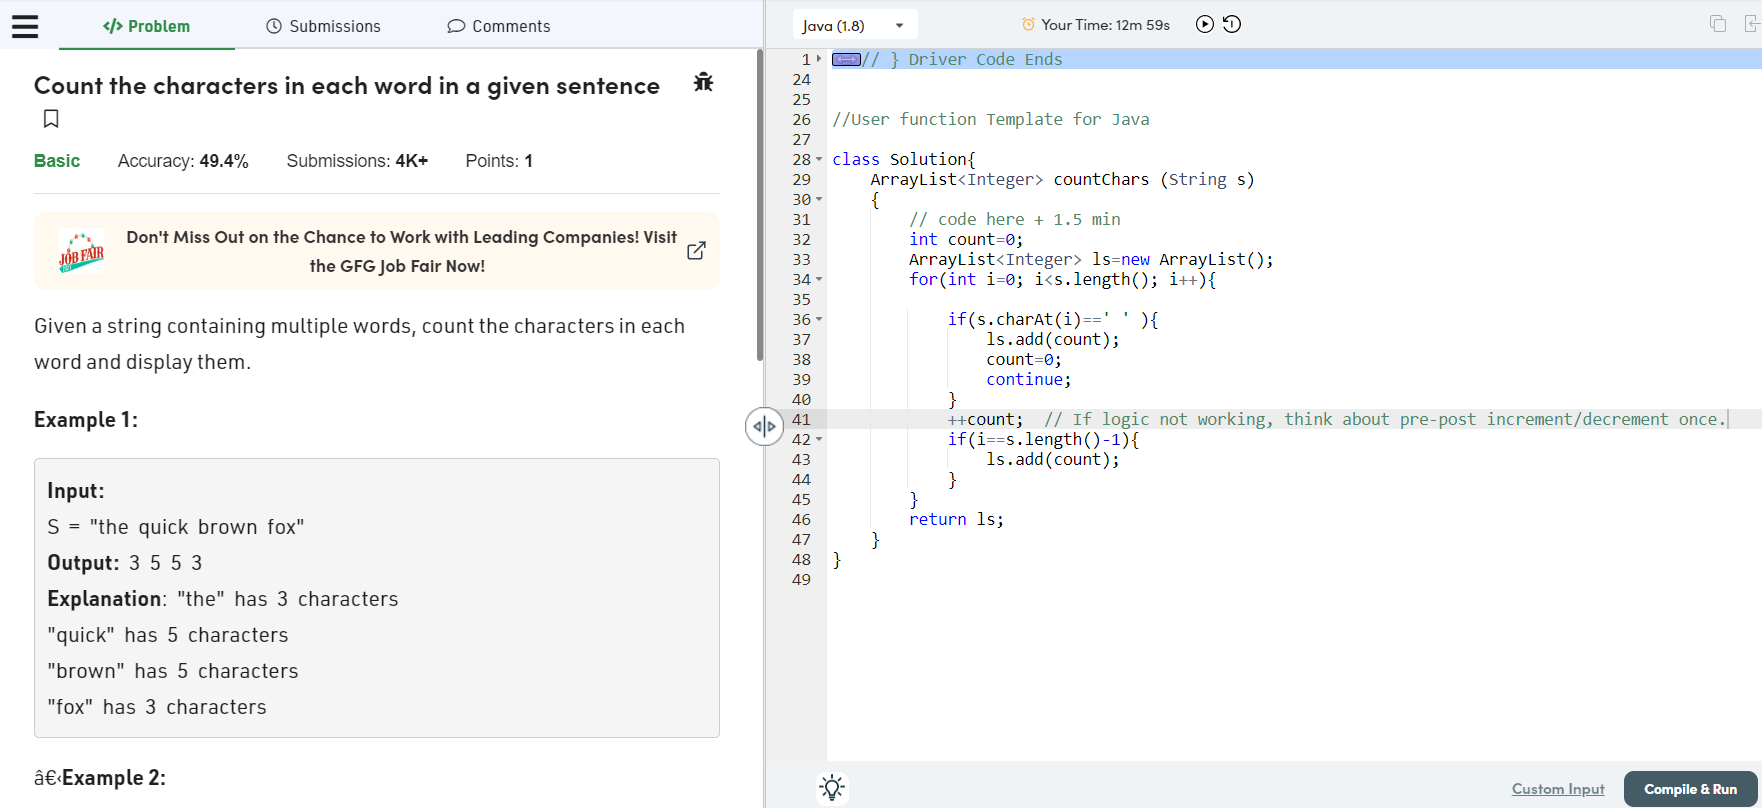 </> Problem
Submissions
Comments
Count the characters in each word in a given sentence
Basic
Accuracy: 49.4%
Submissions: 4K+
Points: 1
JOB FAIR
Don't Miss Out on the Chance to Work with Leading Companies! Visit
the GFG Job Fair Now!
Given a string containing multiple words, count the characters in each
word and display them.
Example 1:
Input:
S = "the quick brown fox"
Output: 3 5 5 3
Explanation: "the" has 3 characters
"quick" has 5 characters
"brown" has 5 characters
"fox" has 3 characters
â€‹Example 2:
Java (1.8)
Your Time: 12m 59s
1 // } Driver Code Ends
24
25
26 //User function Template for Java
27
28 class Solution{
29 ArrayList<Integer> countChars (String s)
30 {
31 // code here + 1.5 min
32 int count=0;
33 ArrayList<Integer> ls=new ArrayList();
34 for(int i=0; i<s.length(); i++){
35
36 if(s.charAt(i)==' ' ){
37 ls.add(count);
38 count=0;
39 continue;
40 }
41 ++count;  // If logic not working, think about pre-post increment/decrement once.
42 if(i==s.length()-1){
43 ls.add(count);
44 }
45 }
46 return ls;
47 }
48 }
49
Custom Input
Compile & Run